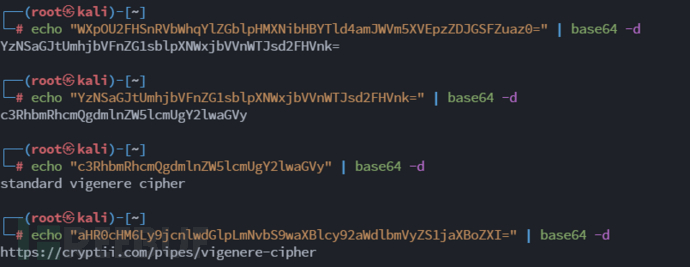 ┌──(root㉿kali)-[~]
└─# echo "WXpOU2FHSnRVbWhqYlZGblpHMXNibHBYTld4amJWVm5XVEpzZDJGSFZuaz0=" | base64 -d
YzNSaGJtUmhjbVFnZG1sblpXNWxjbVVnWTJsd2FHVnk=
┌──(root㉿kali)-[~]
└─# echo "YzNSaGJtUmhjbVFnZG1sblpXNWxjbVVnWTJsd2FHVnk=" | base64 -d
c3RhbmRhcmQgdmlnZW5lcmUgY2lwaGVy
┌──(root㉿kali)-[~]
└─# echo "c3RhbmRhcmQgdmlnZW5lcmUgY2lwaGVy" | base64 -d
standard vigenere cipher
┌──(root㉿kali)-[~]
└─# echo "aHR0cHM6Ly9jcnlwdGlpLmNvbS9waXBlcy92aWdlbmVyZS1jaXBoZXI=" | base64 -d
https://cryptii.com/pipes/vigenere-cipher